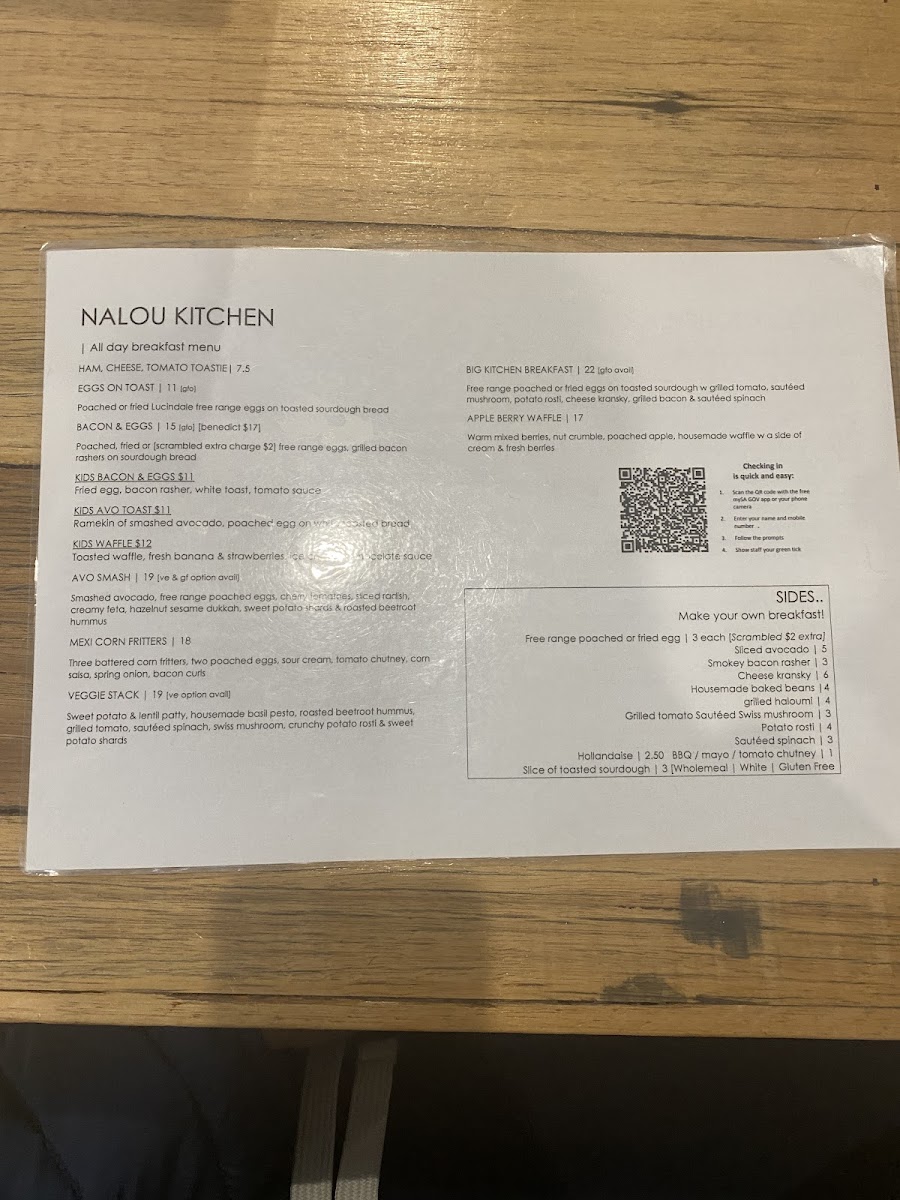 NALOU KITCHEN
| All day breakfast menu
HAM, CHEESE, TOMATO TOASTIE| 7.5
EGGS ON TOAST | 11 [gfo]
Poached or fried Lucindale free range eggs on toasted sourdough bread
BACON & EGGS | 15 [gfo] [benedict $17]
Poached, fried or [scrambled extra charge $2] free range eggs, grilled bacon
rashers on sourdough bread
KIDS BACON & EGGS $11
Fried egg, bacon rasher, white toast, tomato sauce
KIDS AVO TOAST $11
Ramekin of smashed avocado, poached egg on white toasted bread
KIDS WAFFLE $12
Toasted waffle, fresh banana & strawberries, chocolate sauce
AVO SMASH | 19 [ve & gf option avail]
Smashed avocado, free range poached eggs, cherry tomatoes, sliced radish,
creamy feta, hazelnut sesame dukkah, sweet potato shards & roasted beetroot
hummus
MEXI CORN FRITTERS | 18
Three battered corn fritters, two poached eggs, sour cream, tomato chutney, corn
salsa, spring onion, bacon curls
VEGGIE STACK | 19 [ve option avail]
Sweet potato & lentil patty, housemade basil pesto, roasted beetroot hummus,
grilled tomato, sautéed spinach, swiss mushroom, crunchy potato rosti & sweet
potato shards
BIG KITCHEN BREAKFAST | 22 [gfo avail]
Free range poached or fried eggs on toasted sourdough w grilled tomato, sautéed
mushroom, potato rosti, cheese kransky, grilled bacon & sautéed spinach
APPLE BERRY WAFFLE | 17
Warm mixed berries, nut crumble, poached apple, housemade waffle w a side of
cream & fresh berries
Checking in
is quick and easy:
1. Scan the QR code with the free
mySA GOV app or your phone
camera
2. Enter your name and mobile
number
3. Follow the prompts
4. Show staff your green tick
SIDES..
Make your own breakfast!
Free range poached or fried egg | 3 each [Scrambled $2 extra]
Sliced avocado | 5
Smokey bacon rasher | 3
Cheese kransky | 6
Housemade baked beans |4
grilled haloumi | 4
Grilled tomato Sautéed Swiss mushroom | 3
Potato rosti | 4
Sautéed spinach | 3
Hollandaise | 2.50 BBQ / mayo / tomato chutney | 1
Slice of toasted sourdough | 3 [Wholemeal | White | Gluten Free